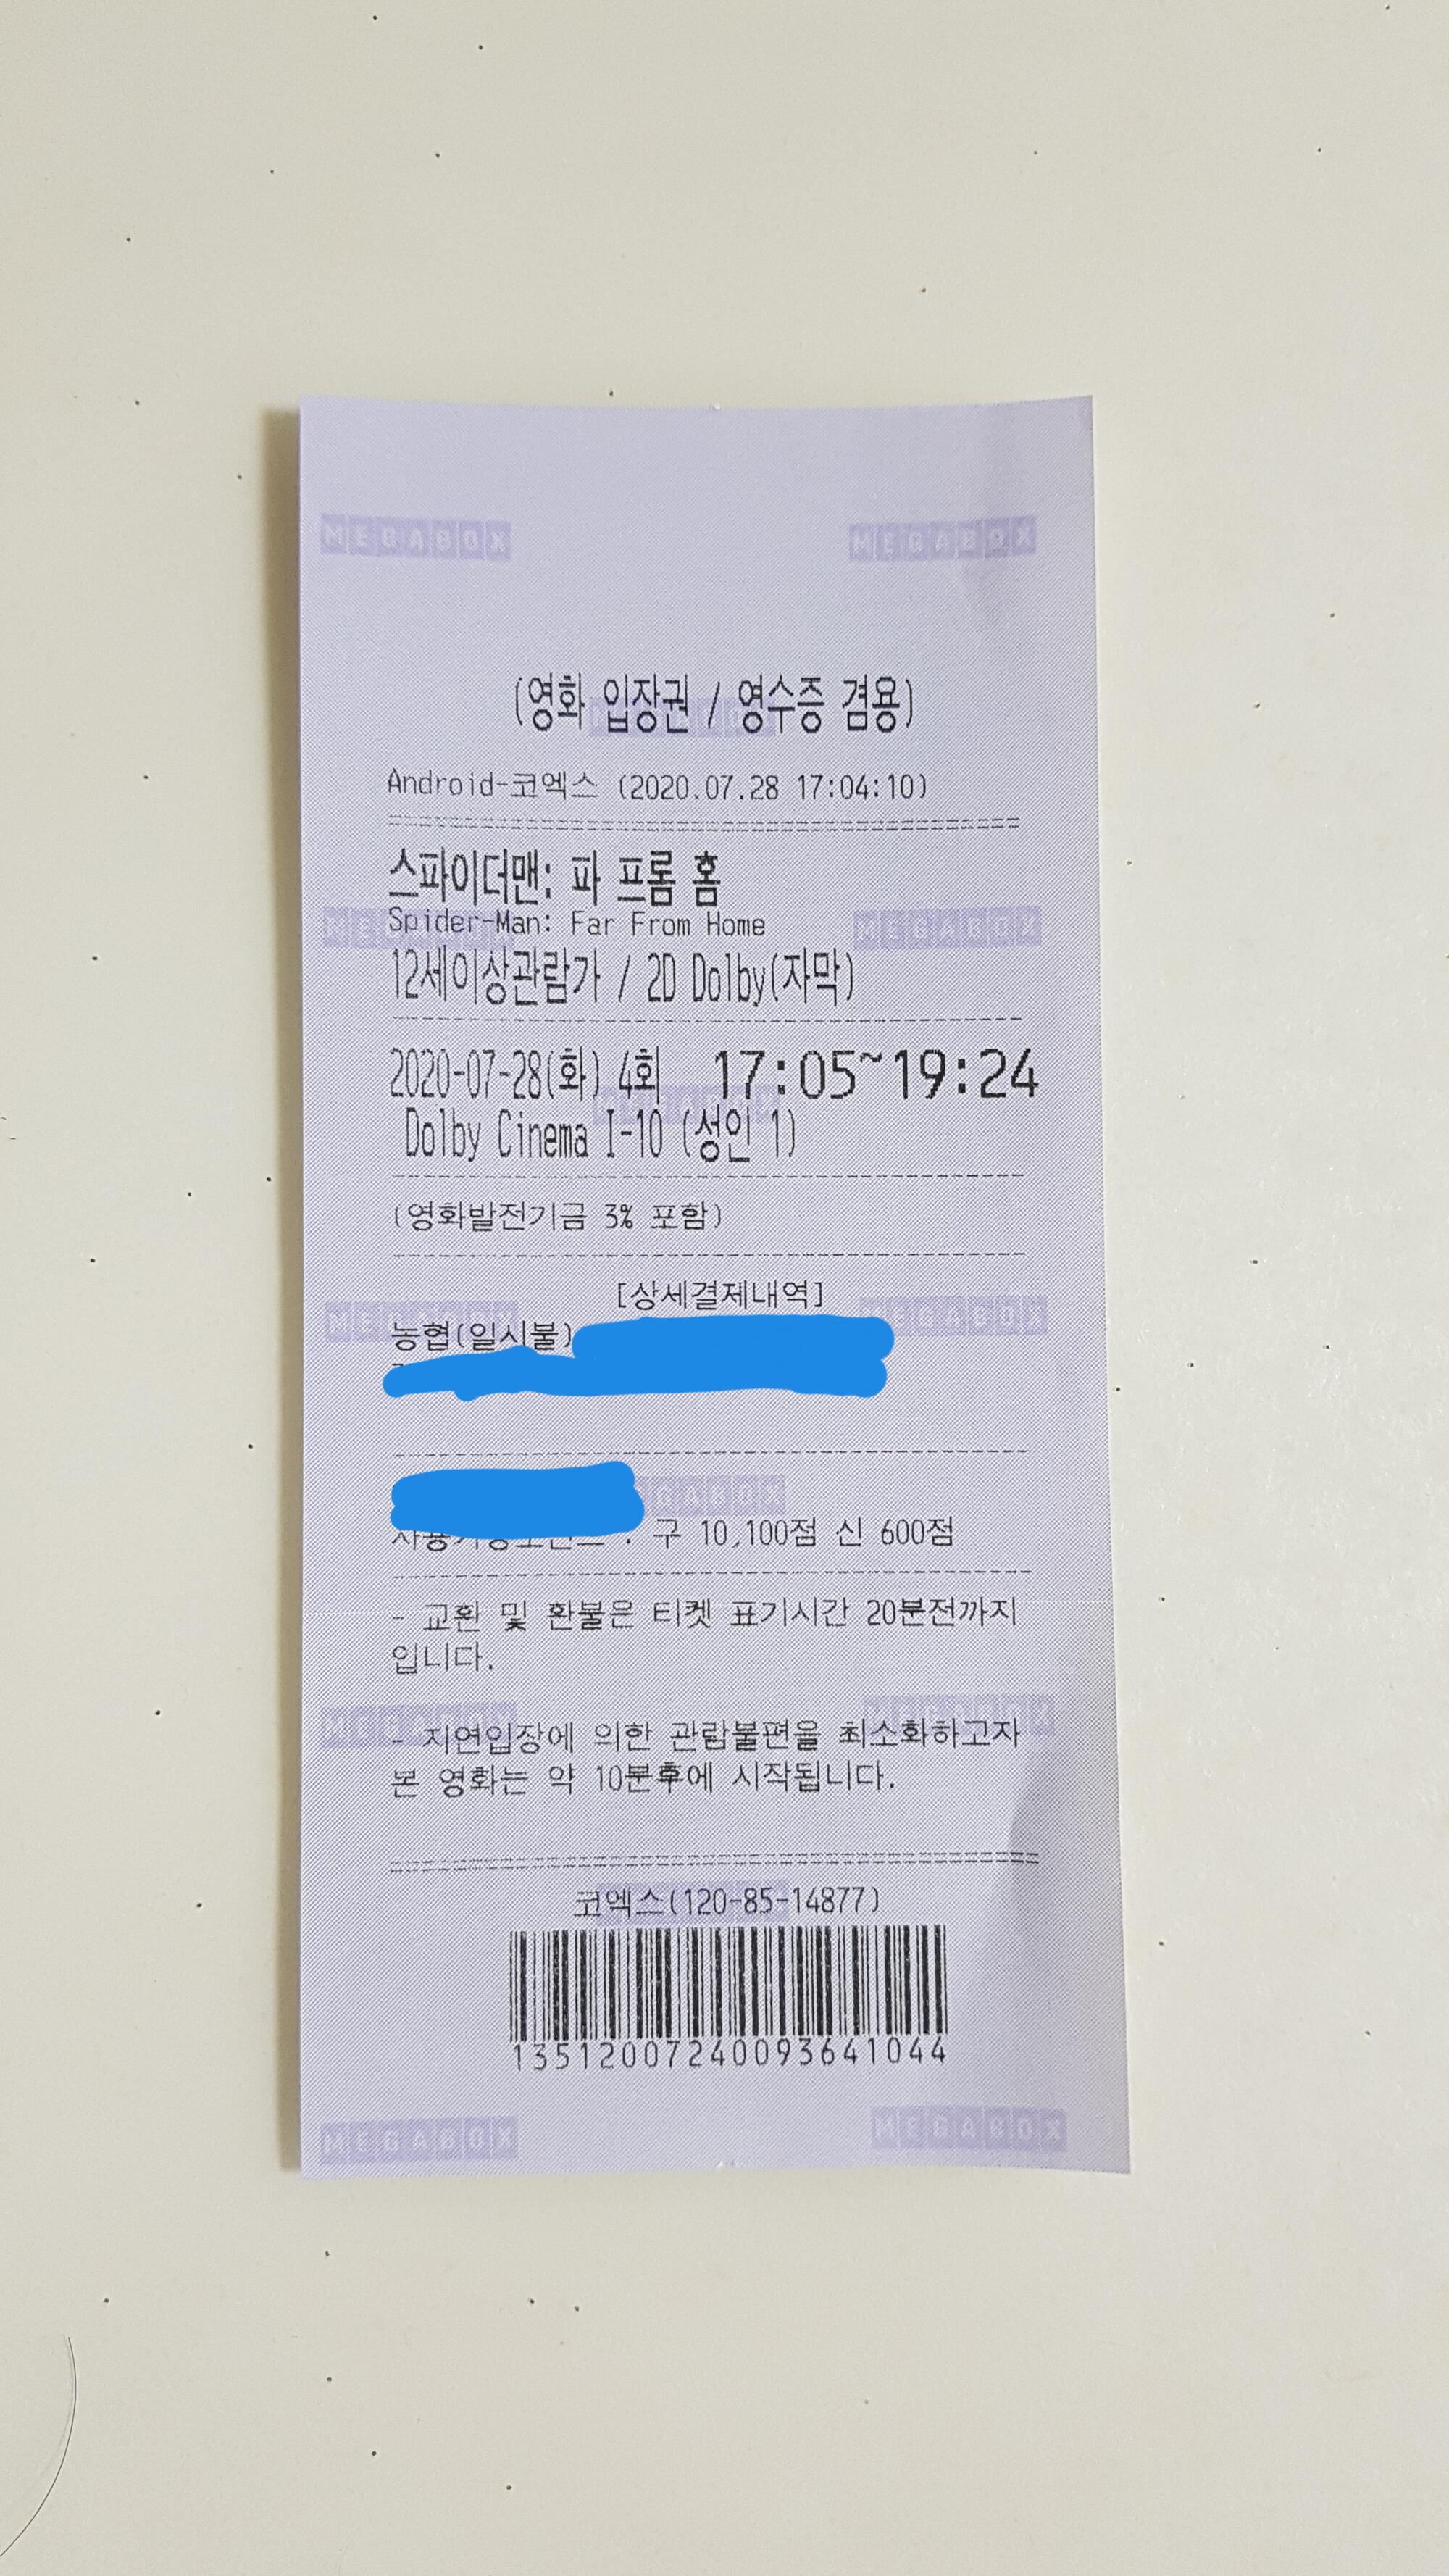 MEGABOX MEGABOX
(영화 입장권 / 영수증 겸용)
Android-코엑스 (2020.07.28 17:04:10)
스파이더맨: 파 프롬 홈
Spider-Man: Far From Home
MEGABOX MEGABOX
12세이상관람가 / 2D Dolby(자막)
2020-07-28(화) 4회 17:05~19:24
Dolby Cinema I-10 (성인 1)
(영화발전기금 3% 포함)
[상세결제내역]
MEGABOX MEGABOX
농협(일시불)
구 10,100점 신 600점
- 교환 및 환불은 티켓 표기시간 20분전까지
입니다.
MEGABOX MEGABOX
- 지연입장에 의한 관람불편을 최소화하고자
본 영화는 약 10분후에 시작됩니다.
코엑스(120-85-14877)
13512007240093641044
MEGABOX MEGABOX